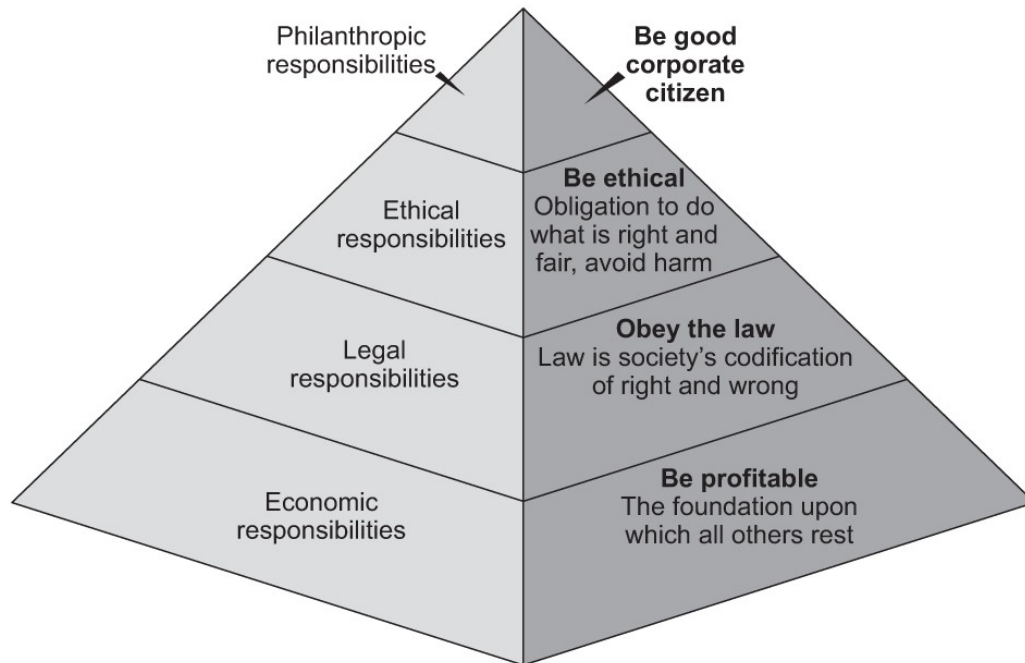 Philanthropic
responsibilities
Be good
corporate
citizen
Ethical
responsibilities
Be ethical
Obligation to do
what is right and
fair, avoid harm
Legal
responsibilities
Obey the law
Law is society’s codification
of right and wrong
Economic
responsibilities
Be profitable
The foundation upon
which all others rest